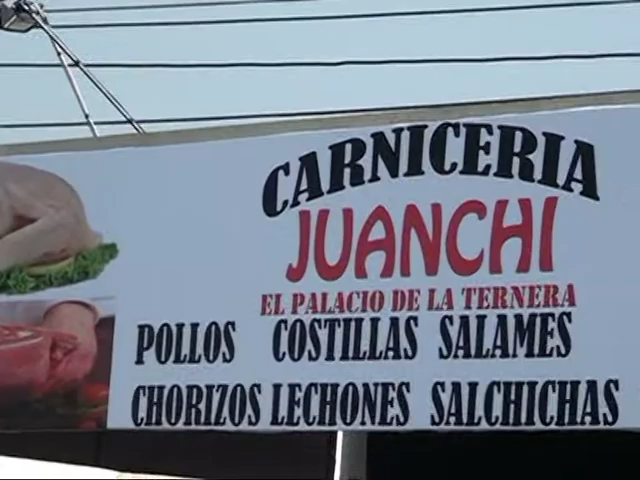 CARNICERIA
JUANCHI
EL PALACIO DE LA TERNERA
POLLOS COSTILLAS SALAMES
CHORIZOS LECHONES SALCHICHAS